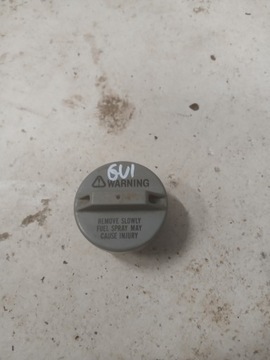 GU1
WARNING
REMOVE SLOWLY
FUEL SPRAY MAY
CAUSE INJURY